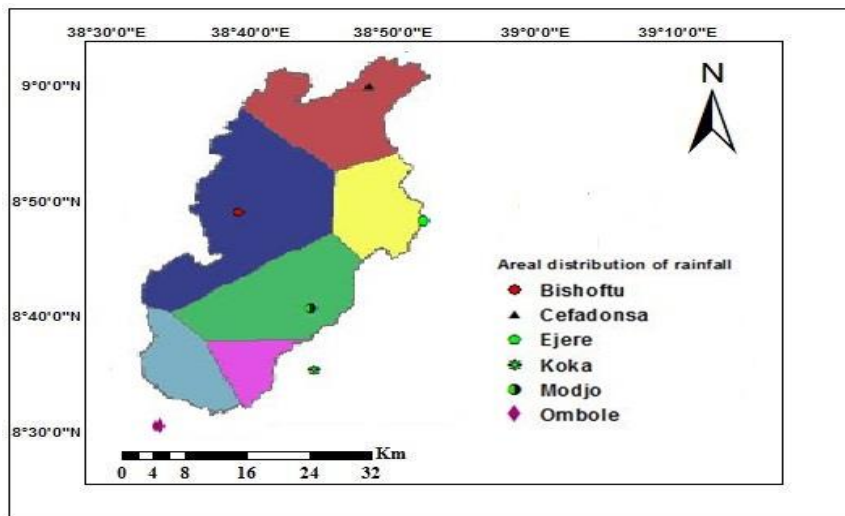 38°30'0"E 38°40'0"E 38°50'0"E 39°0'0"E 39°10'0"E
9°0'0"N
N
8°50'0"N
Areal distribution of rainfall
Bishoftu
Cefadonsa
8°40'0"N
Ejere
Koka
Modjo
Ombole
8°30'0"N
Km
0 4 8 16 24 32